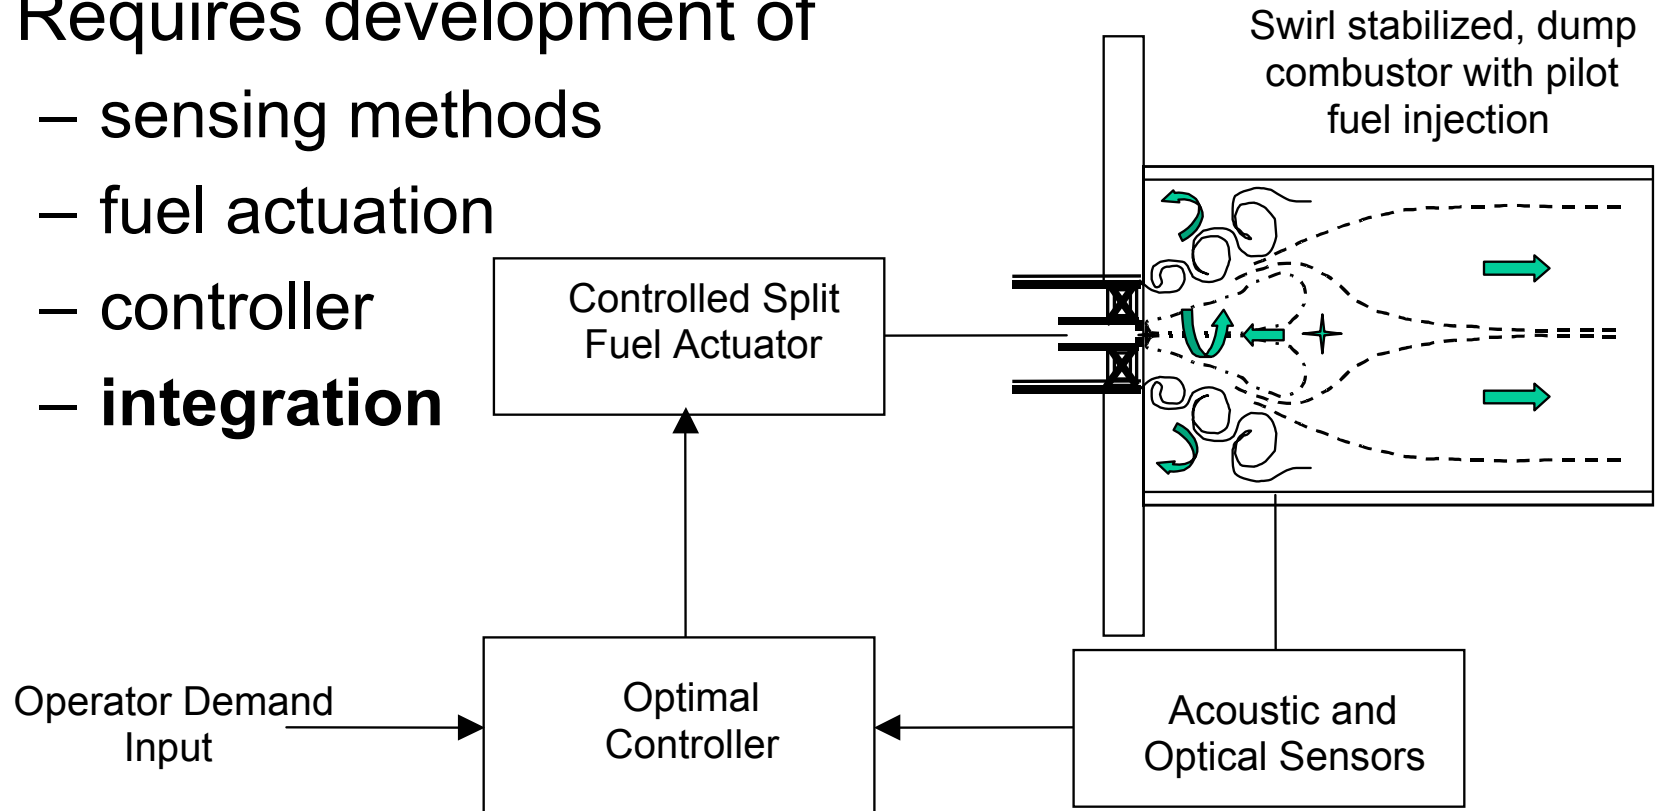 Requires development of
– sensing methods
– fuel actuation
– controller
– integration
Swirl stabilized, dump
combustor with pilot
fuel injection
Controlled Split
Fuel Actuator
Operator Demand
Input
Optimal
Controller
Acoustic and
Optical Sensors